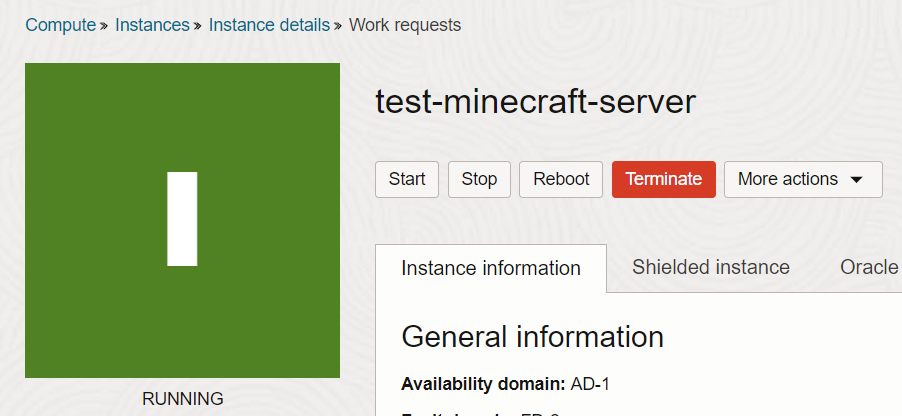 Compute » Instances » Instance details » Work requests
test-minecraft-server
Start Stop Reboot Terminate More actions
Instance information Shielded instance Oracle
General information
Availability domain: AD-1
RUNNING